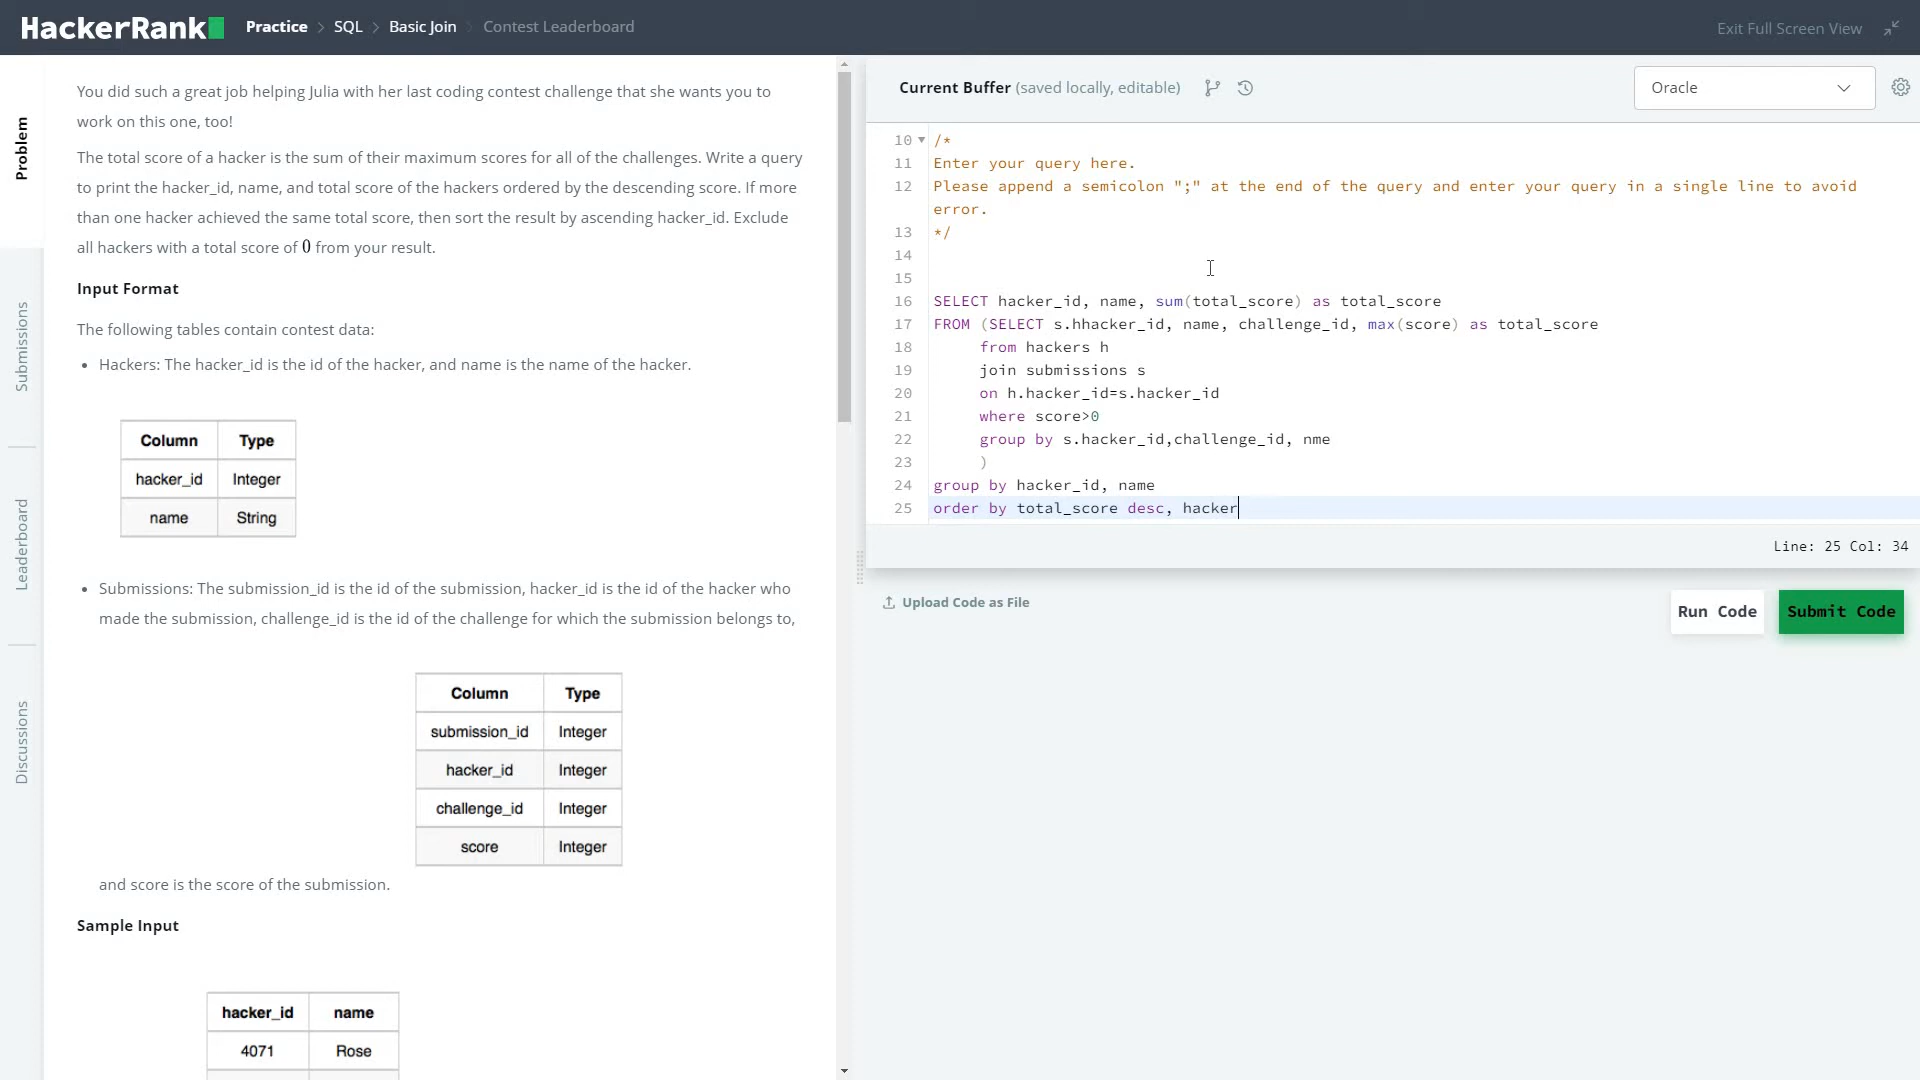 HackerRank Practice > SQL > Basic Join > Contest Leaderboard
Exit Full Screen View
Problem
Submissions
Leaderboard
Discussions
You did such a great job helping Julia with her last coding contest challenge that she wants you to
work on this one, too!
The total score of a hacker is the sum of their maximum scores for all of the challenges. Write a query
to print the hacker_id, name, and total score of the hackers ordered by the descending score. If more
than one hacker achieved the same total score, then sort the result by ascending hacker_id. Exclude
all hackers with a total score of 0 from your result.
Input Format
The following tables contain contest data:
• Hackers: The hacker_id is the id of the hacker, and name is the name of the hacker.
Column Type
hacker_id Integer
name String
• Submissions: The submission_id is the id of the submission, hacker_id is the id of the hacker who
made the submission, challenge_id is the id of the challenge for which the submission belongs to,
Column Type
submission_id Integer
hacker_id Integer
challenge_id Integer
score Integer
and score is the score of the submission.
Sample Input
hacker_id name
4071 Rose
Current Buffer (saved locally, editable)
Oracle
10 /*
11 Enter your query here.
12 Please append a semicolon ";" at the end of the query and enter your query in a single line to avoid
error.
13 */
14
15
16 SELECT hacker_id, name, sum(total_score) as total_score
17 FROM (SELECT s.hhacker_id, name, challenge_id, max(score) as total_score
18 from hackers h
19 join submissions s
20 on h.hacker_id=s.hacker_id
21 where score>0
22 group by s.hacker_id,challenge_id, nme
23 )
24 group by hacker_id, name
25 order by total_score desc, hacker
Line: 25 Col: 34
Upload Code as File
Run Code
Submit Code